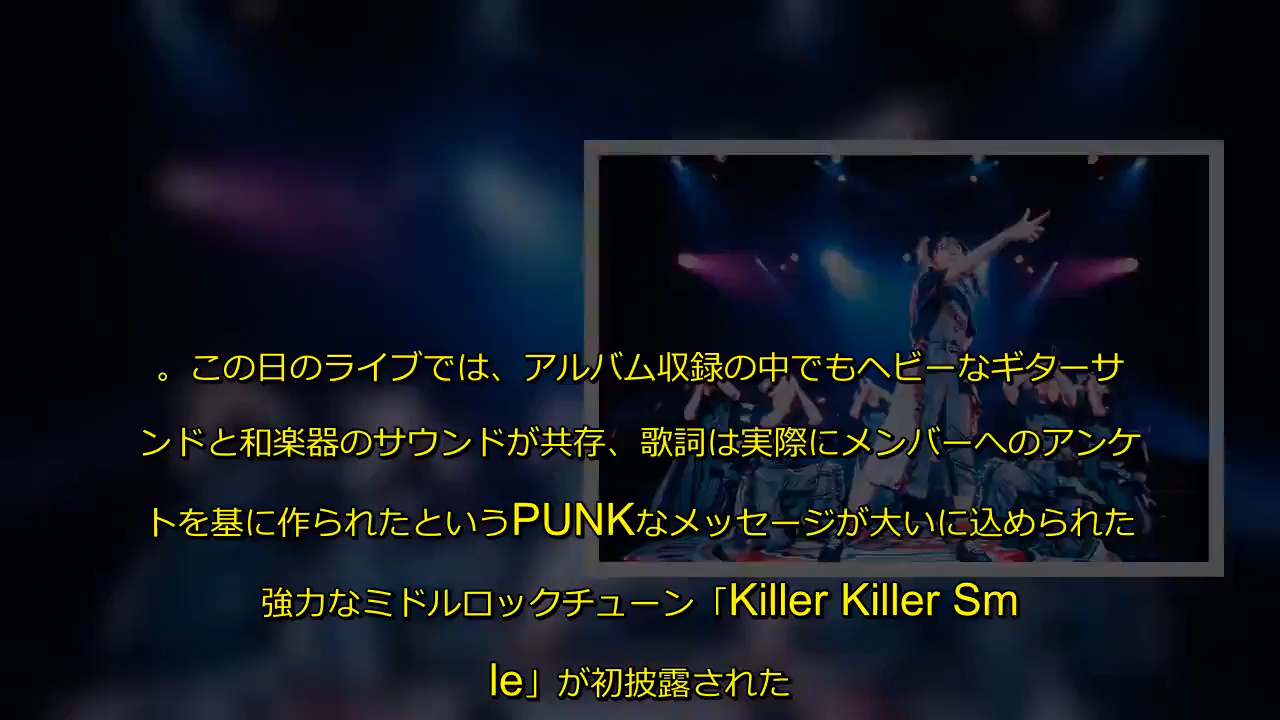 。この日のライブでは、アルバム収録の中でもヘビーなギターサ
ンドと和楽器のサウンドが共存、歌詞は実際にメンバーへのアンケ
トを基に作られたというPUNKなメッセージが大いに込められた
強力なミドルロックチューン「Killer Killer Sm
le」が初披露された